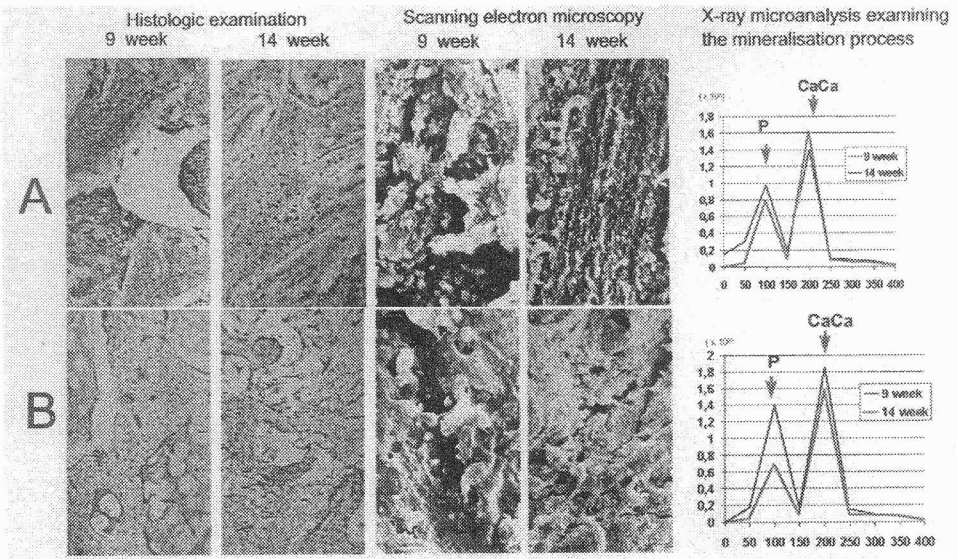 Histologic examination
9 week 14 week
Scanning electron microscopy
9 week 14 week
X-ray microanalysis examining
the mineralisation process
A
CaCa
P
1,8
1,6
1,4
1,2
1
0,8
0,6
0,4
0,2
0
9 week
14 week
0 50 100 150 200 250 300 350 400
B
CaCa
P
2
1,8
1,6
1,4
1,2
1
0,8
0,6
0,4
0,2
0
9 week
14 week
0 50 100 150 200 250 300 350 400